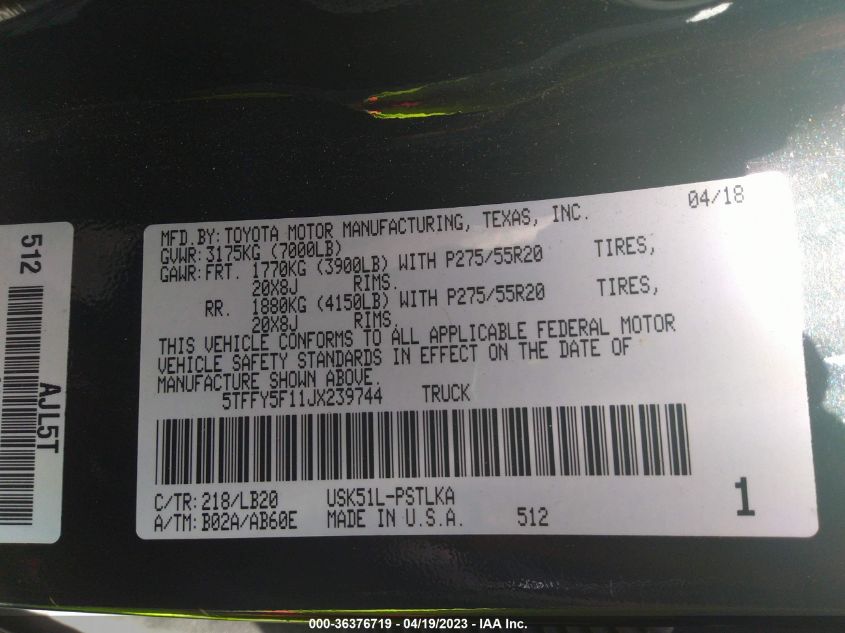 04/18
MFD.BY:TOYOTA MOTOR MANUFACTURING, TEXAS, INC.
GVWR:3175KG (7000LB)
GAWR:FRT. 1770KG (3900LB) WITH P275/55R20 TIRES,
20X8J RIMS.
RR. 1880KG (4150LB) WITH P275/55R20 TIRES,
20X8J RIMS.
THIS VEHICLE CONFORMS TO ALL APPLICABLE FEDERAL MOTOR
VEHICLE SAFETY STANDARDS IN EFFECT ON THE DATE OF
MANUFACTURE SHOWN ABOVE.
5TFFY5F11JX239744 TRUCK
C/TR:218/LB20 USK51L-PSTLKA
A/TM:B02A/AB60E MADE IN U.S.A. 512
1
512
AJL5T
000-36376719 - 04/19/2023 - IAA Inc.